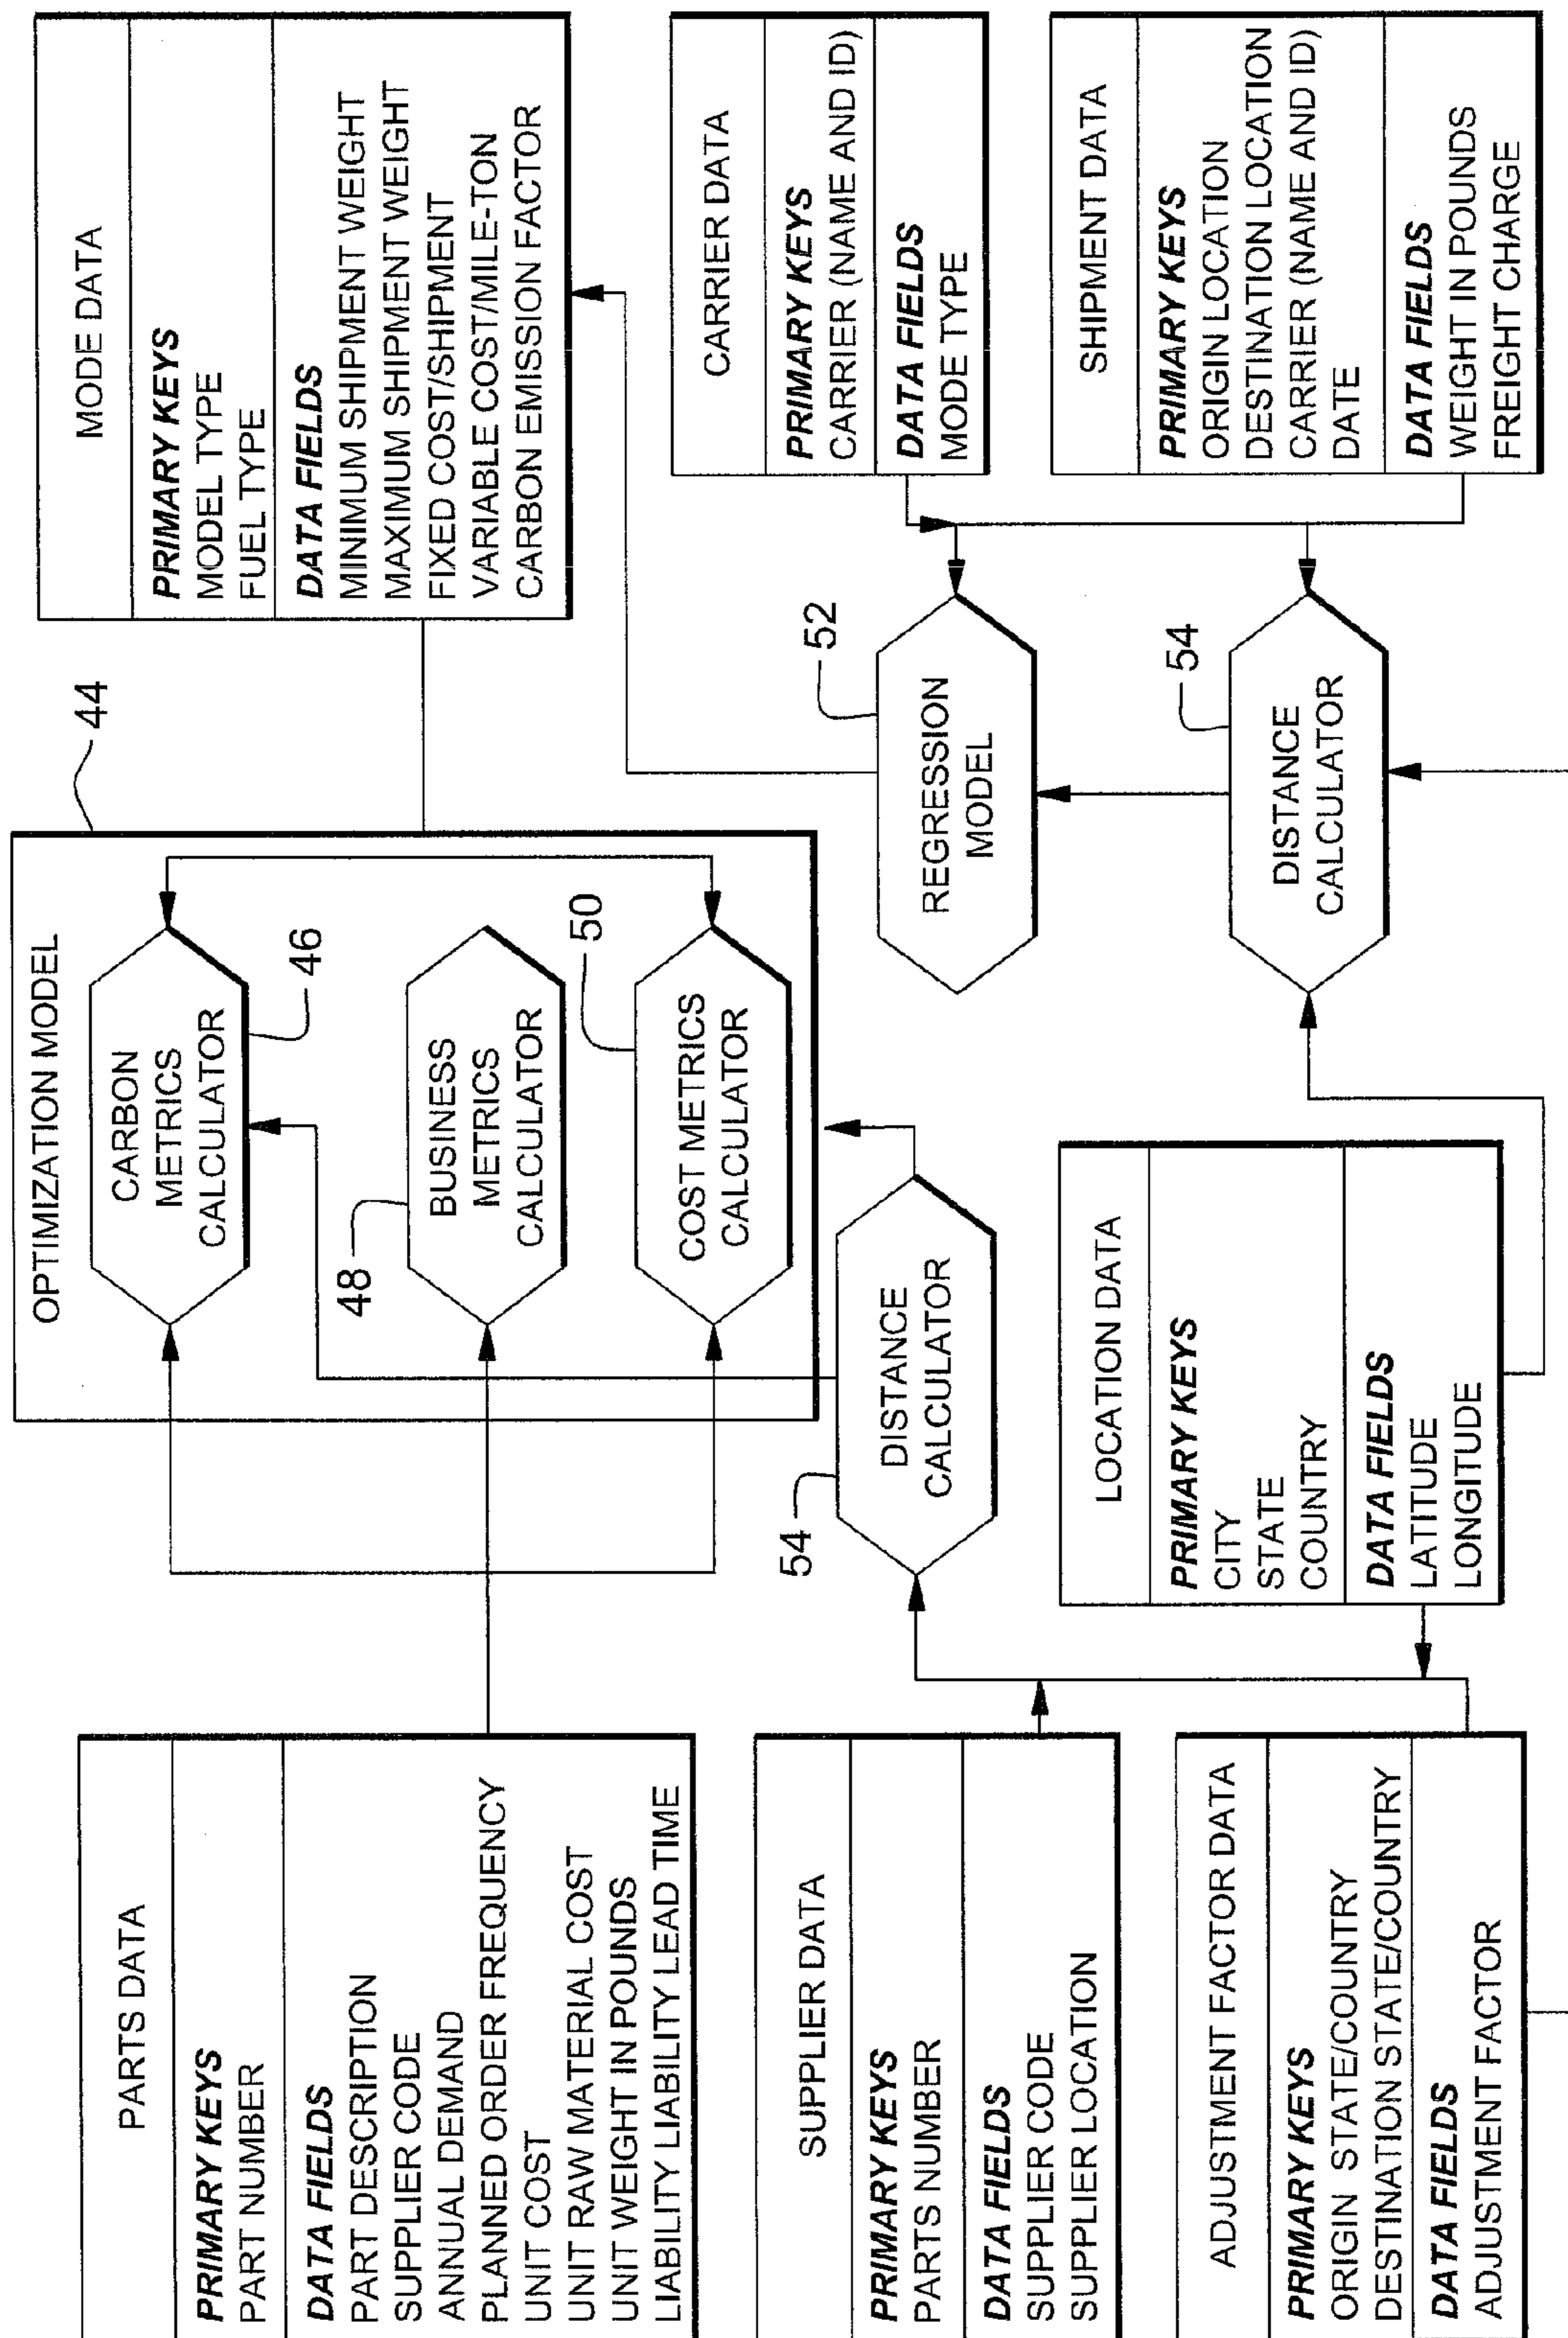 PARTS DATA
PRIMARY KEYS
PART NUMBER
DATA FIELDS
PART DESCRIPTION
SUPPLIER CODE
ANNUAL DEMAND
PLANNED ORDER FREQUENCY
UNIT COST
UNIT RAW MATERIAL COST
UNIT WEIGHT IN POUNDS
LIABILITY LIABILITY LEAD TIME
SUPPLIER DATA
PRIMARY KEYS
PARTS NUMBER
DATA FIELDS
SUPPLIER CODE
SUPPLIER LOCATION
ADJUSTMENT FACTOR DATA
PRIMARY KEYS
ORIGIN STATE/COUNTRY
DESTINATION STATE/COUNTRY
DATA FIELDS
ADJUSTMENT FACTOR
OPTIMIZATION MODEL
44
CARBON
METRICS
CALCULATOR
46
48
BUSINESS
METRICS
CALCULATOR
50
COST METRICS
CALCULATOR
54
DISTANCE
CALCULATOR
LOCATION DATA
PRIMARY KEYS
CITY
STATE
COUNTRY
DATA FIELDS
LATITUDE
LONGITUDE
MODE DATA
PRIMARY KEYS
MODEL TYPE
FUEL TYPE
DATA FIELDS
MINIMUM SHIPMENT WEIGHT
MAXIMUM SHIPMENT WEIGHT
FIXED COST/SHIPMENT
VARIABLE COST/MILE-TON
CARBON EMISSION FACTOR
52
REGRESSION
MODEL
54
DISTANCE
CALCULATOR
CARRIER DATA
PRIMARY KEYS
CARRIER (NAME AND ID)
DATA FIELDS
MODE TYPE
SHIPMENT DATA
PRIMARY KEYS
ORIGIN LOCATION
DESTINATION LOCATION
CARRIER (NAME AND ID)
DATE
DATA FIELDS
WEIGHT IN POUNDS
FREIGHT CHARGE